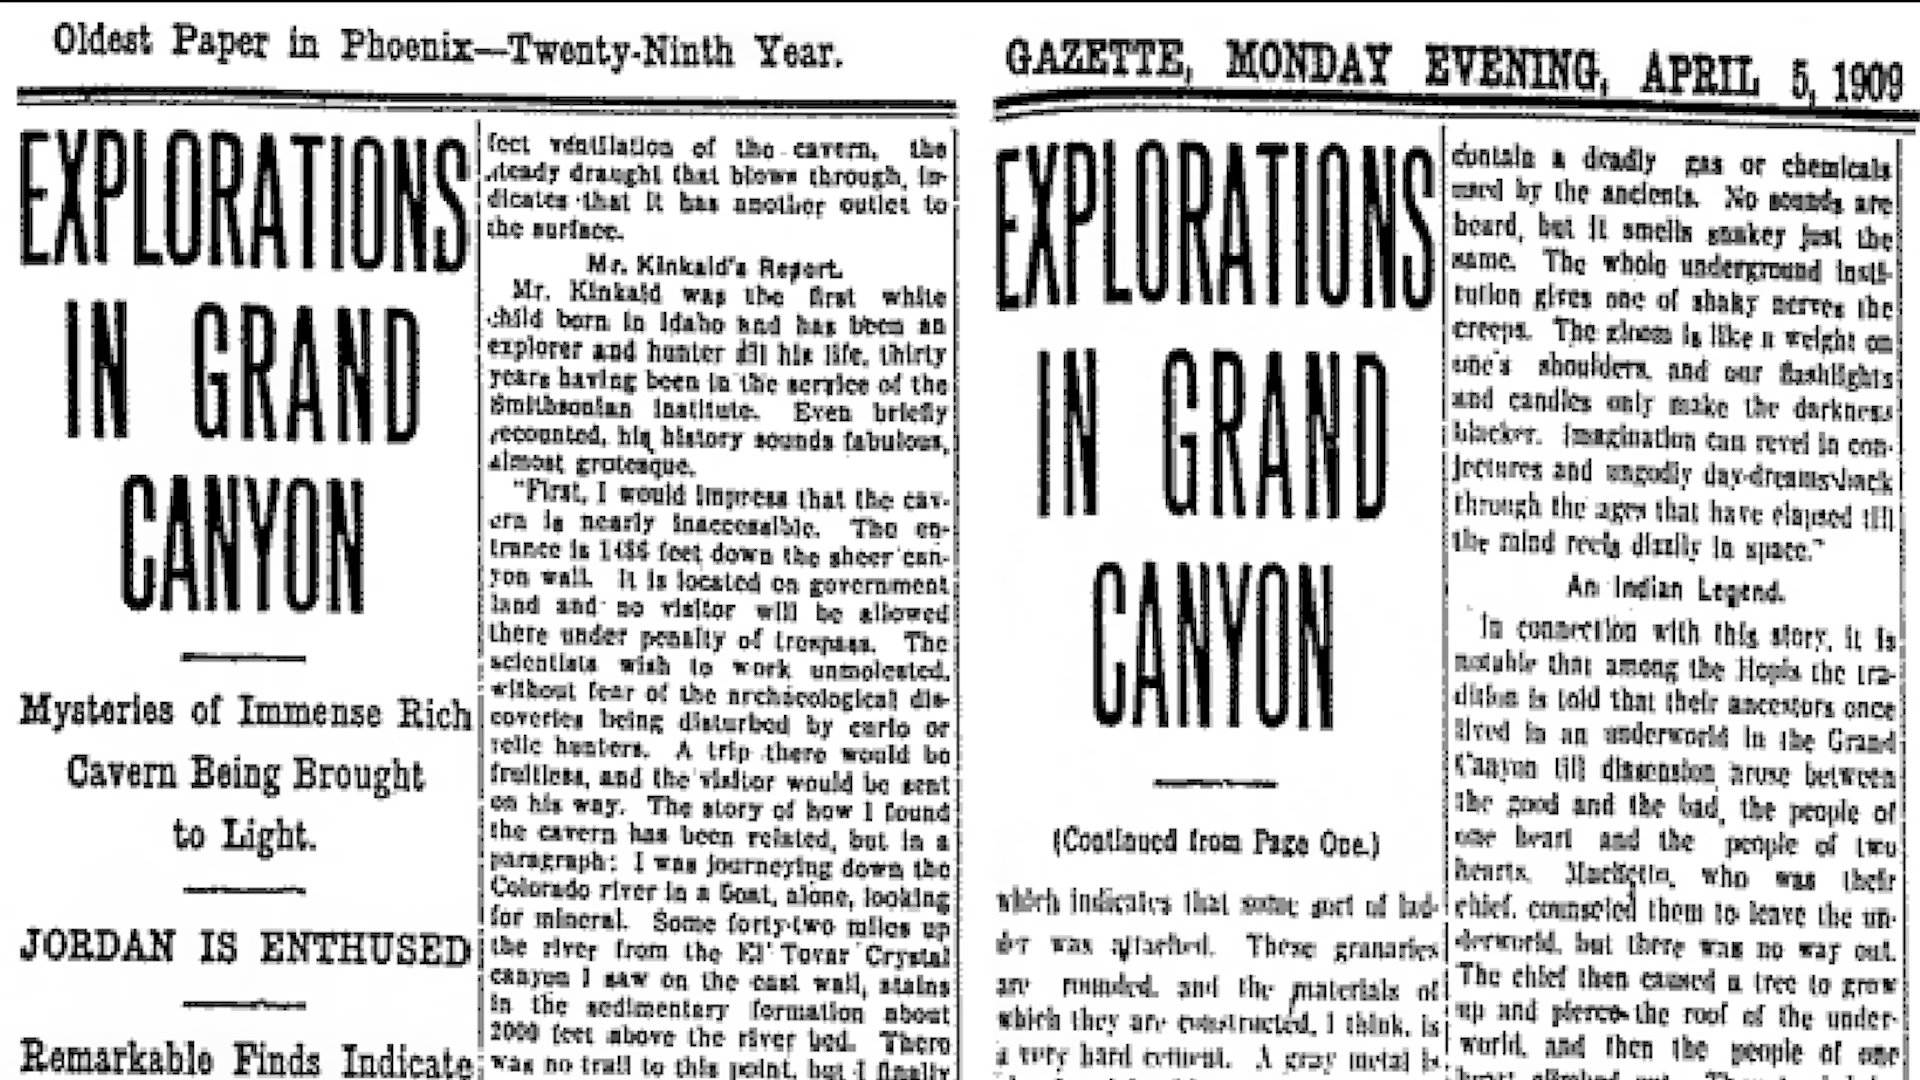 Oldest Paper in Phoenix—Twenty-Ninth Year.
EXPLORATIONS
IN GRAND
CANYON
Mysteries of Immense Rich
Cavern Being Brought
to Light.
JORDAN IS ENTHUSED
Remarkable Finds Indicate
fect ventilation of the cavern, the
steady draught that blows through, in-
dicates that it has another outlet to
the surface.
Mr. Kinkaid's Report.
Mr. Kinkaid was the first white
child born in Idaho and has been an
explorer and hunter all his life, thirty
years having been in the service of the
Smithsonian Institute. Even briefly
recounted, his history sounds fabulous,
almost grotesque.
"First, I would impress that the cav-
ern is nearly inaccessible. The en-
trance is 1486 feet down the sheer can-
yon wall. It is located on government
land and no visitor will be allowed
there under penalty of trespass. The
scientists wish to work unmolested,
without fear of the archaeological dis-
coveries being disturbed by curio or
relic hunters. A trip there would be
fruitless, and the visitor would be sent
on his way. The story of how I found
the cavern has been related, but in a
paragraph: I was journeying down the
Colorado river in a boat, alone, looking
for mineral. Some forty-two miles up
the river from the El Tovar Crystal
canyon I saw on the east wall, stains
in the sedimentary formation about
2000 feet above the river bed. There
was no trail to this point, but I finally
GAZETTE, MONDAY EVENING, APRIL 5, 1909
EXPLORATIONS
IN GRAND
CANYON
(Continued from Page One.)
which indicates that some sort of lad-
der was attached. These granaries
are rounded, and the materials of
which they are constructed, I think, is
a very hard cement. A gray metal is
contain a deadly gas or chemicals
used by the ancients. No sounds are
heard, but it smells snakey just the
same. The whole underground insti-
tution gives one of shaky nerves the
creeps. The gloom is like a weight on
one's shoulders, and our flashlights
and candles only make the darkness
blacker. Imagination can revel in con-
jectures and ungodly day-dreams back
through the ages that have elapsed till
the mind reels dizzily in space."
An Indian Legend.
In connection with this story, it is
notable that among the Hopis the tra-
dition is told that their ancestors once
lived in an underworld in the Grand
Canyon till dissension arose between
the good and the bad, the people of
one heart and the people of two
hearts. Machetto, who was their
chief, counseled them to leave the un-
derworld, but there was no way out.
The chief then caused a tree to grow
up and pierce the roof of the under-
world, and then the people of one